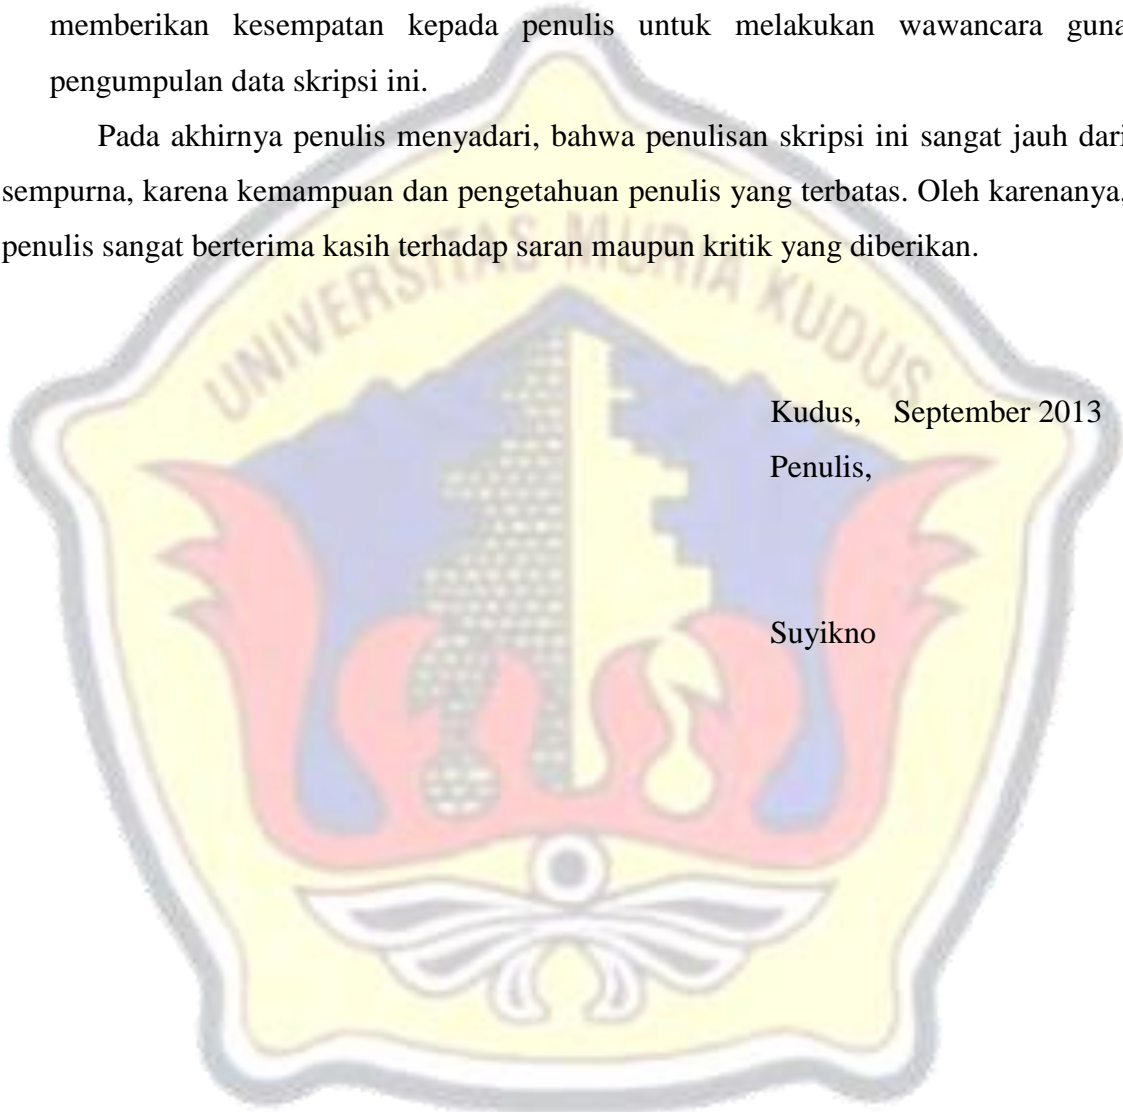 memberikan kesempatan kepada penulis untuk melakukan wawancara guna
pengumpulan data skripsi ini.
Pada akhirnya penulis menyadari, bahwa penulisan skripsi ini sangat jauh dari
sempurna, karena kemampuan dan pengetahuan penulis yang terbatas. Oleh karenanya,
penulis sangat berterima kasih terhadap saran maupun kritik yang diberikan.
UNIVERSITAS MURIA KUDUS
Kudus, September 2013
Penulis,
Suyikno